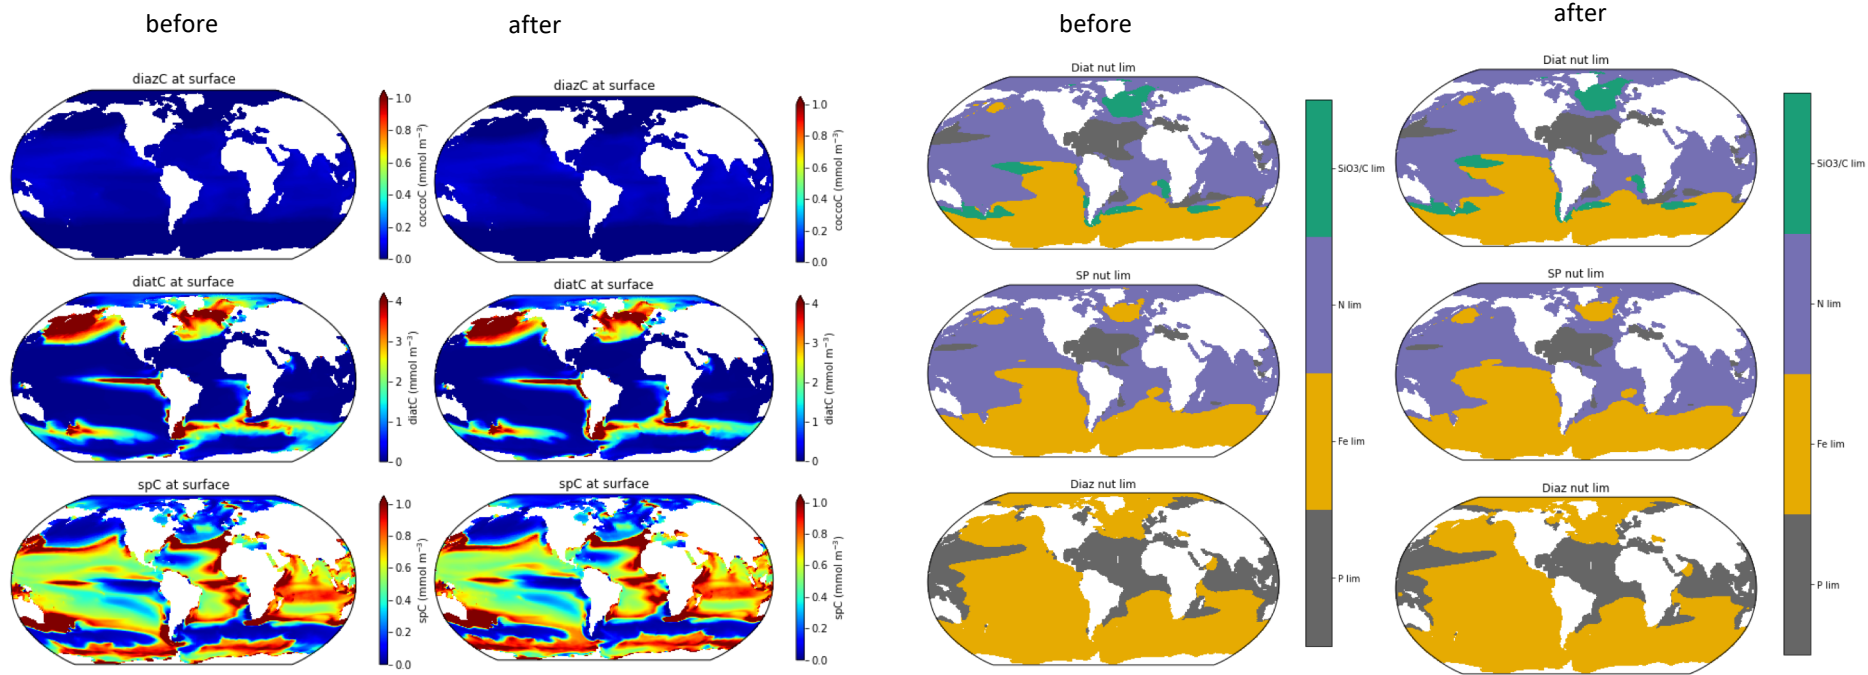 before
after
before
after
diazC at surface
1.0
0.8
0.6
0.4
0.2
0.0
coccoC (mmol m⁻³)
diazC at surface
1.0
0.8
0.6
0.4
0.2
0.0
coccoC (mmol m⁻³)
diatC at surface
4
3
2
1
0
diatC (mmol m⁻³)
diatC at surface
4
3
2
1
0
diatC (mmol m⁻³)
spC at surface
1.0
0.8
0.6
0.4
0.2
0.0
spC (mmol m⁻³)
spC at surface
1.0
0.8
0.6
0.4
0.2
0.0
spC (mmol m⁻³)
Diat nut lim
SP nut lim
Diaz nut lim
SiO3/C lim
N lim
Fe lim
P lim
Diat nut lim
SP nut lim
Diaz nut lim
SiO3/C lim
N lim
Fe lim
P lim